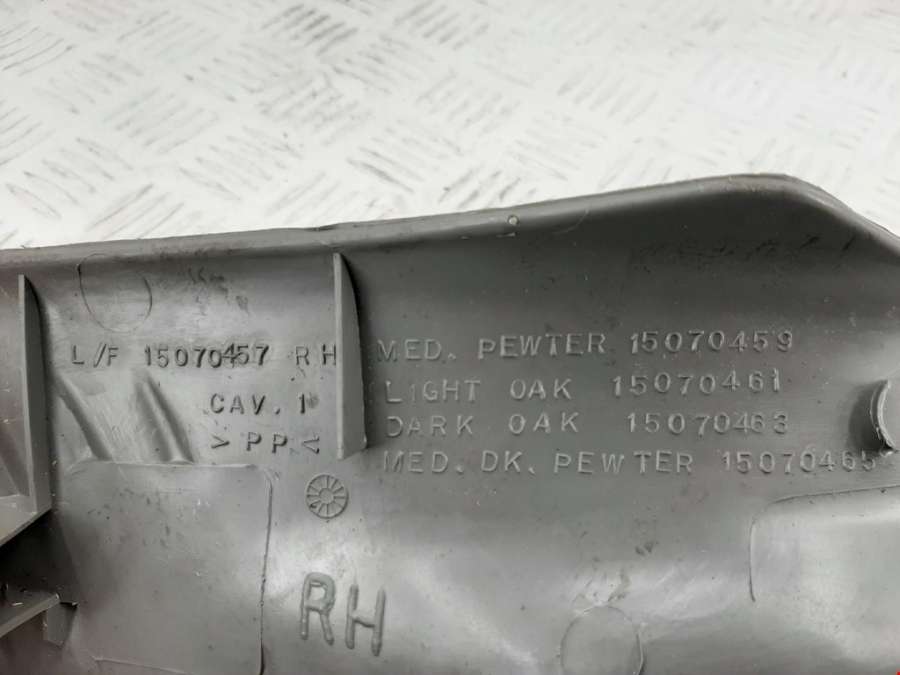 L/F 15070457 RH
CAV. 1
>PP<
MED. PEWTER 15070459
LIGHT OAK 15070461
DARK OAK 15070463
MED. DK. PEWTER 15070465
RH